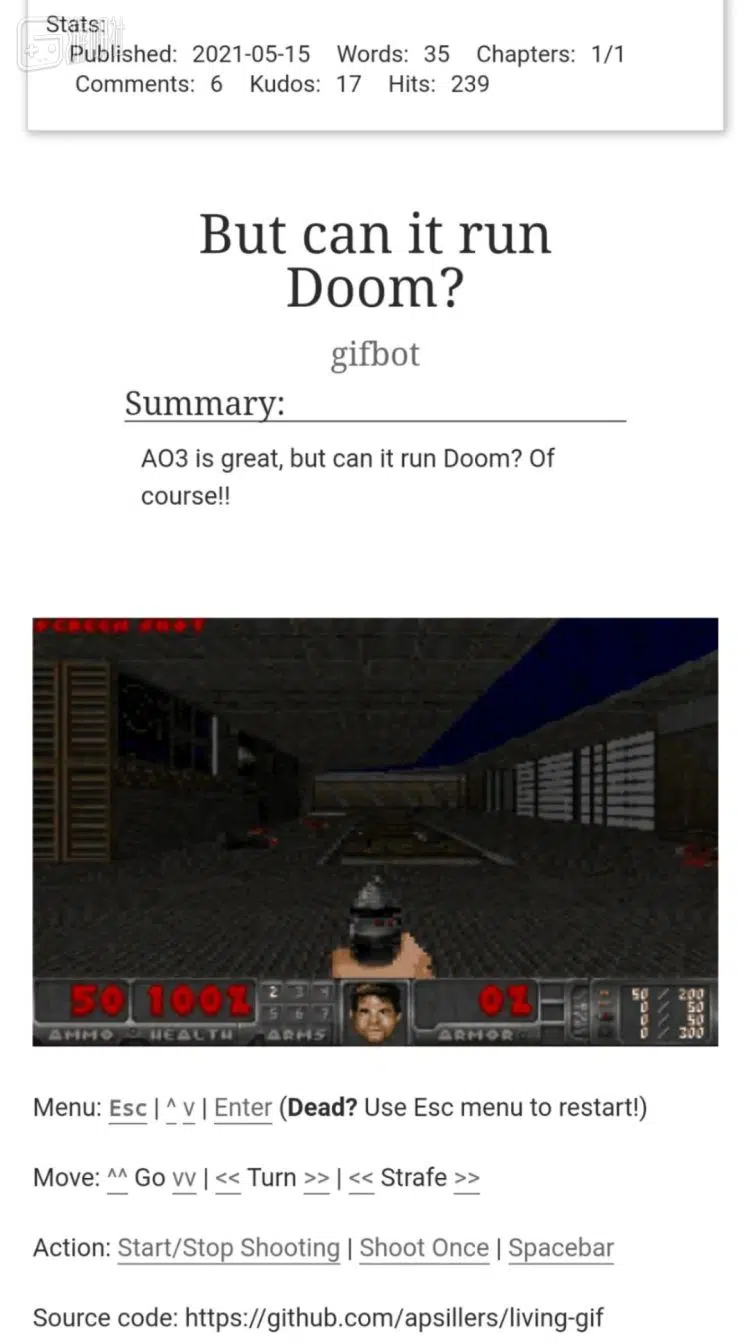 Stats:
Published: 2021-05-15 Words: 35 Chapters: 1/1
Comments: 6 Kudos: 17 Hits: 239
But can it run
Doom?
gifbot
Summary:
AO3 is great, but can it run Doom? Of
course!!
SCREEN SHOT
50 100% 2 3 4 0% 50 / 200
5 6 7 0 / 50
0 / 50
AMMO HEALTH ARMS ARMOR 0 / 300
Menu: Esc | ^ v | Enter (Dead? Use Esc menu to restart!)
Move: ^^ Go vv | << Turn >> | << Strafe >>
Action: Start/Stop Shooting | Shoot Once | Spacebar
Source code: https://github.com/apsillers/living-gif